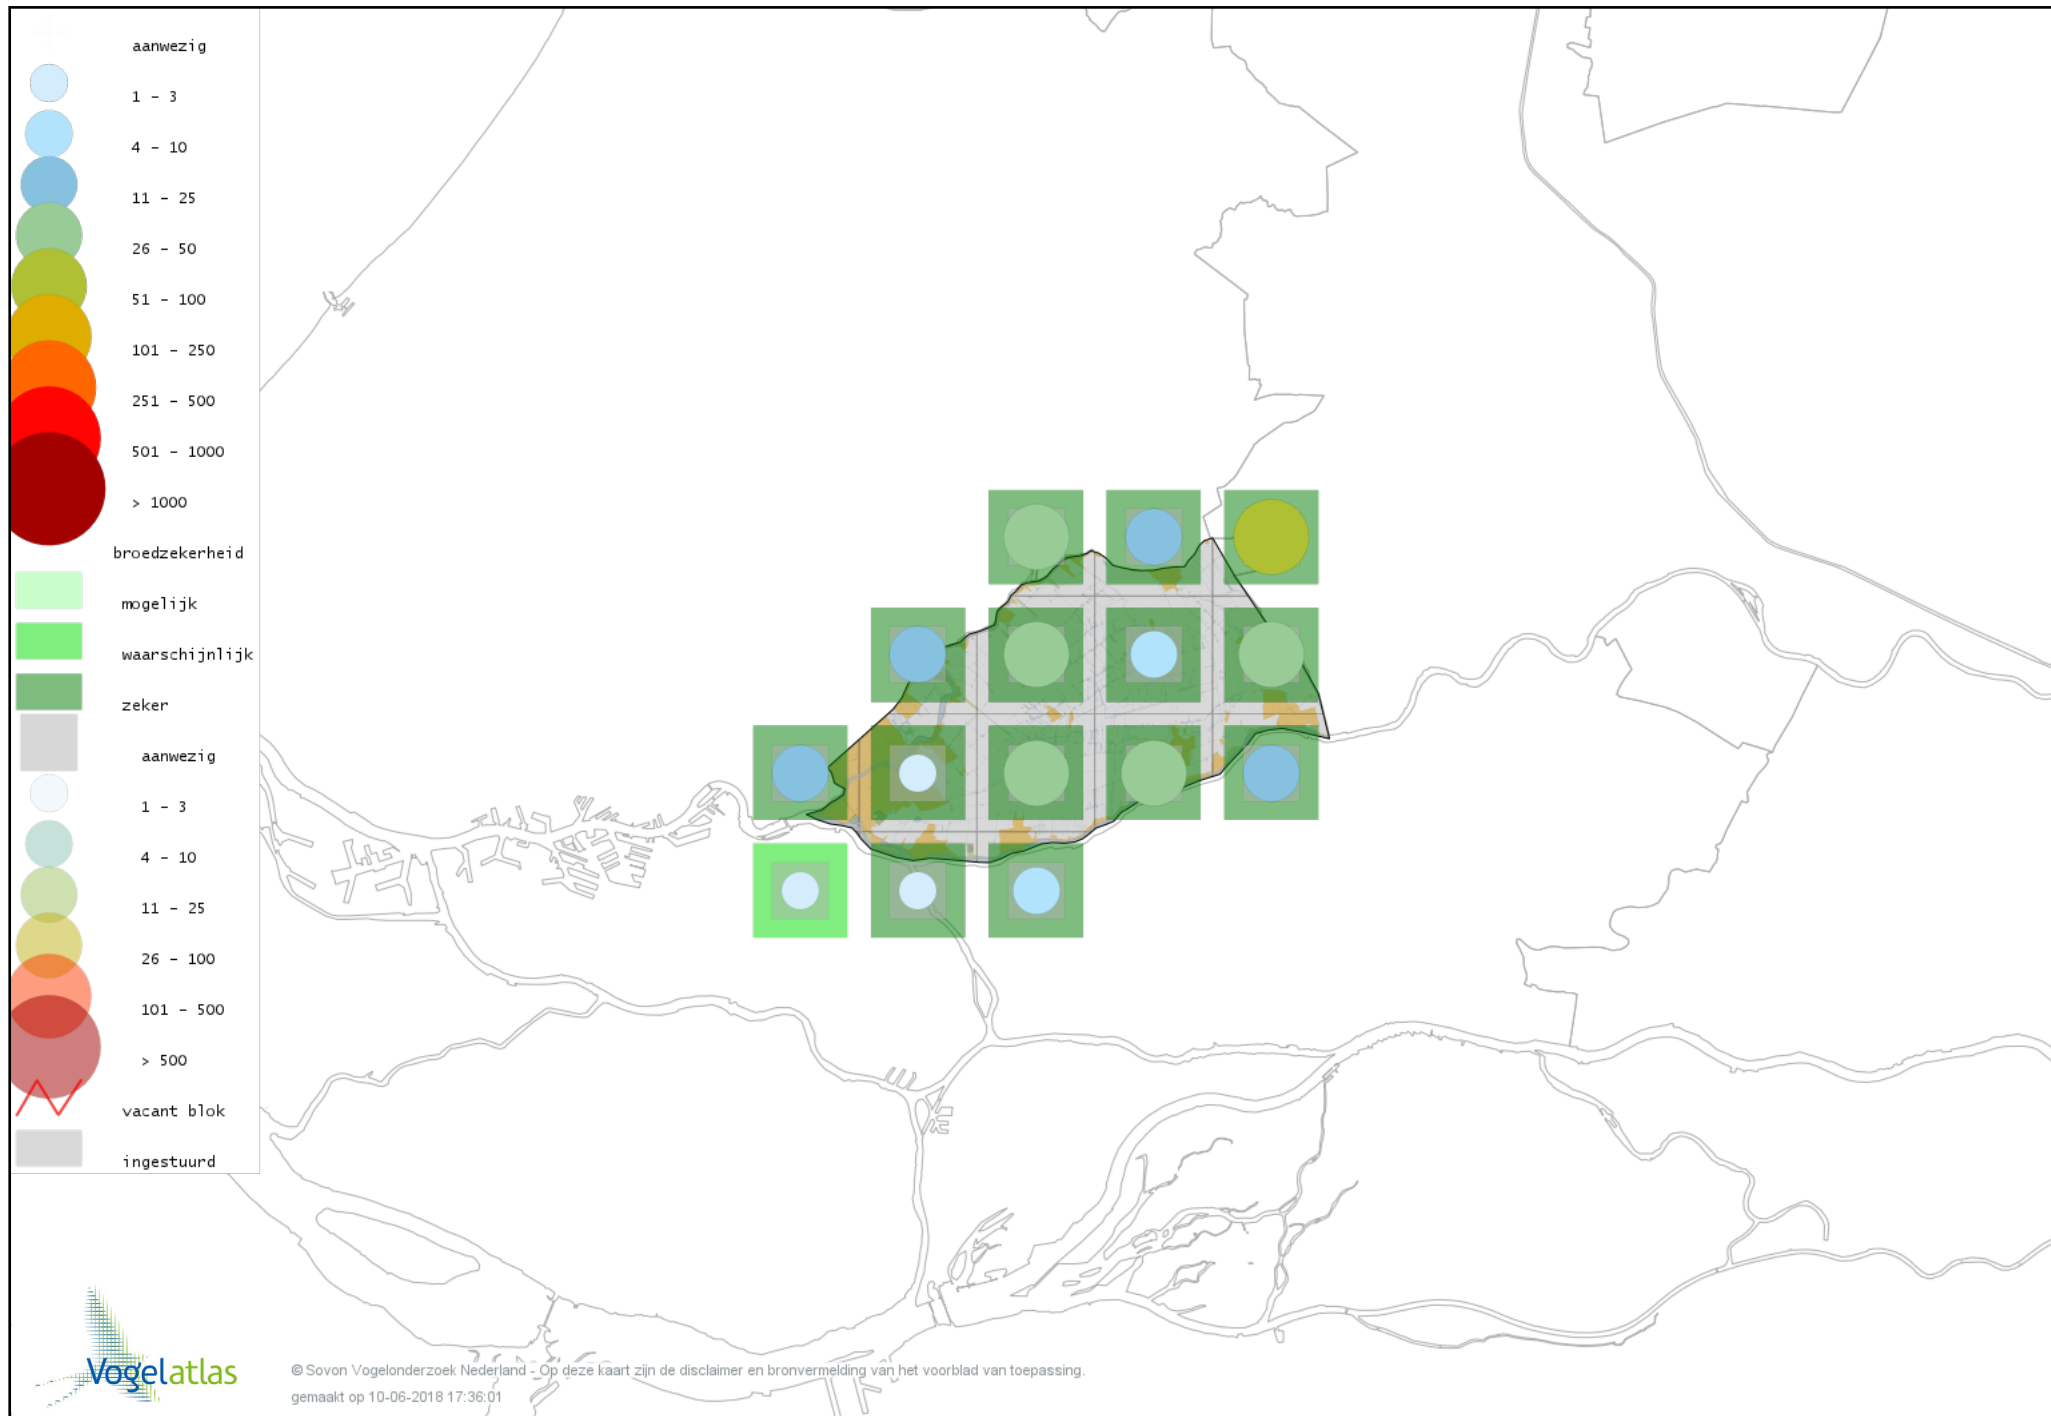 aanwezig
1 - 3
4 - 10
11 - 25
26 - 50
51 - 100
101 - 250
251 - 500
501 - 1000
> 1000
broedzekerheid
mogelijk
waarschijnlijk
zeker
aanwezig
1 - 3
4 - 10
11 - 25
26 - 100
101 - 500
> 500
vacant blok
ingestuurd
Vogelatlas
© Sovon Vogelonderzoek Nederland - Op deze kaart zijn de disclaimer en bronvermelding van het voorblad van toepassing.
gemaakt op 10-06-2018 17:36:01